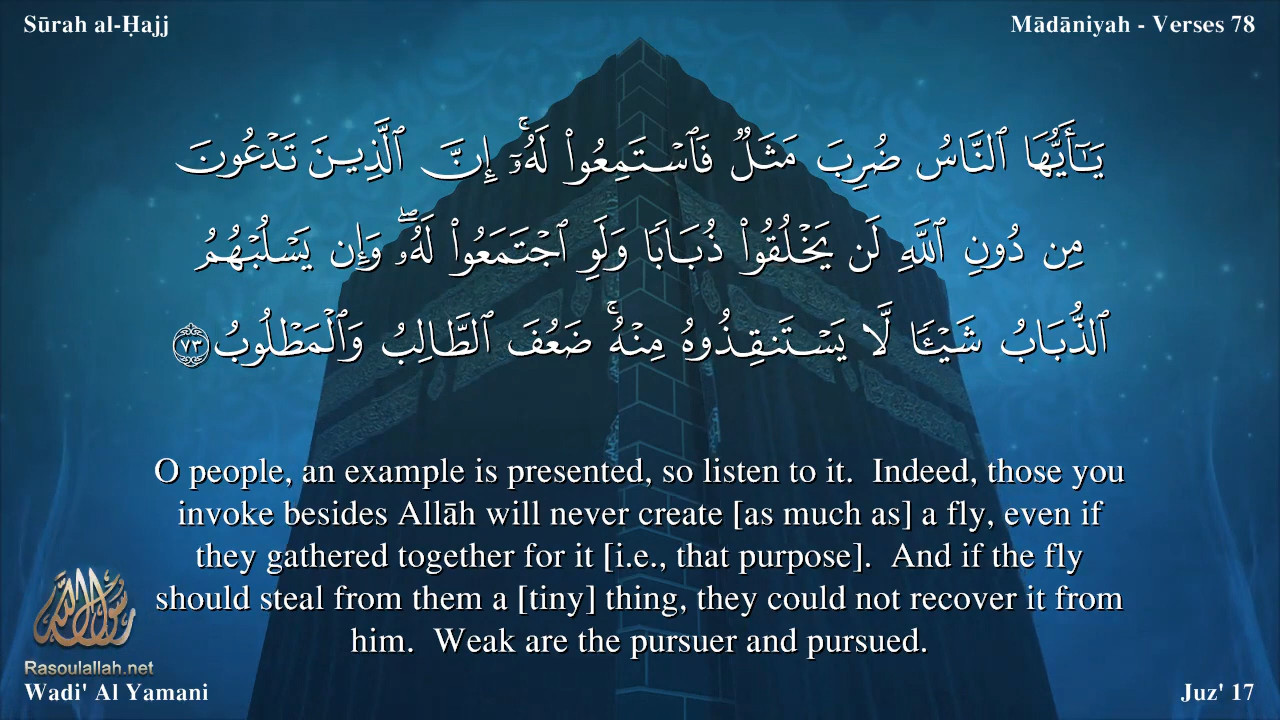 Sūrah al-Ḥajj
Mādāniyah - Verses 78
يَـٰٓأَيُّهَا ٱلنَّاسُ ضُرِبَ مَثَلٌ فَٱسْتَمِعُوا۟ لَهُۥٓ ۚ إِنَّ ٱلَّذِينَ تَدْعُونَ
مِن دُونِ ٱللَّهِ لَن يَخْلُقُوا۟ ذُبَابًا وَلَوِ ٱجْتَمَعُوا۟ لَهُۥ ۖ وَإِن يَسْلُبْهُمُ
ٱلذُّبَابُ شَيْـًٔا لَّا يَسْتَنقِذُوهُ مِنْهُ ۚ ضَعُفَ ٱلطَّالِبُ وَٱلْمَطْلُوبُ ٧٣
O people, an example is presented, so listen to it. Indeed, those you
invoke besides Allāh will never create [as much as] a fly, even if
they gathered together for it [i.e., that purpose]. And if the fly
should steal from them a [tiny] thing, they could not recover it from
him. Weak are the pursuer and pursued.
رسول الله
Rasoulallah.net
Wadi' Al Yamani
Juz' 17